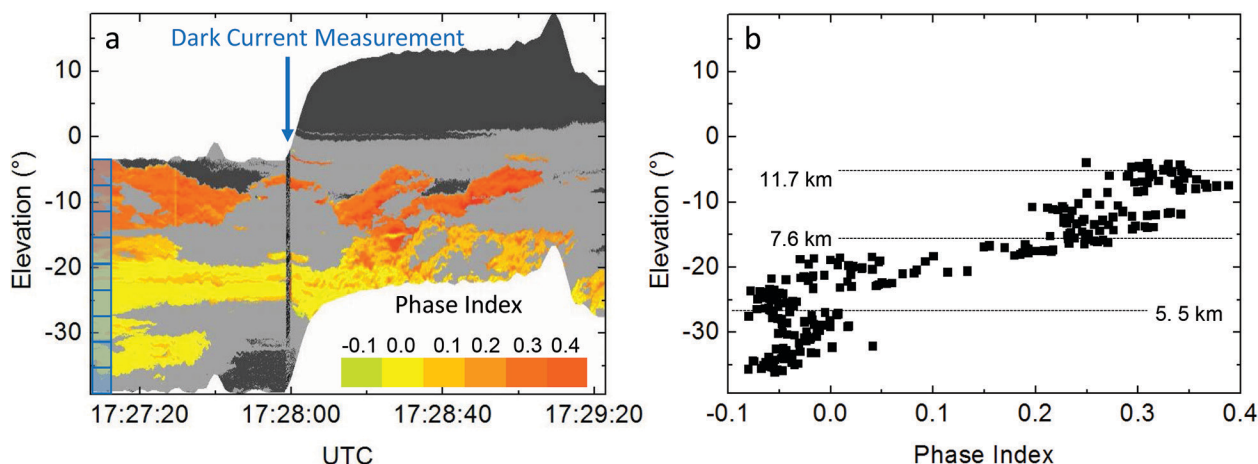 a
Dark Current Measurement
Elevation (°)
10
0
-10
-20
-30
Phase Index
-0.1 0.0 0.1 0.2 0.3 0.4
17:27:20 17:28:00 17:28:40 17:29:20
UTC
b
Elevation (°)
10
0
-10
-20
-30
11.7 km
7.6 km
5. 5 km
-0.1 0.0 0.1 0.2 0.3 0.4
Phase Index